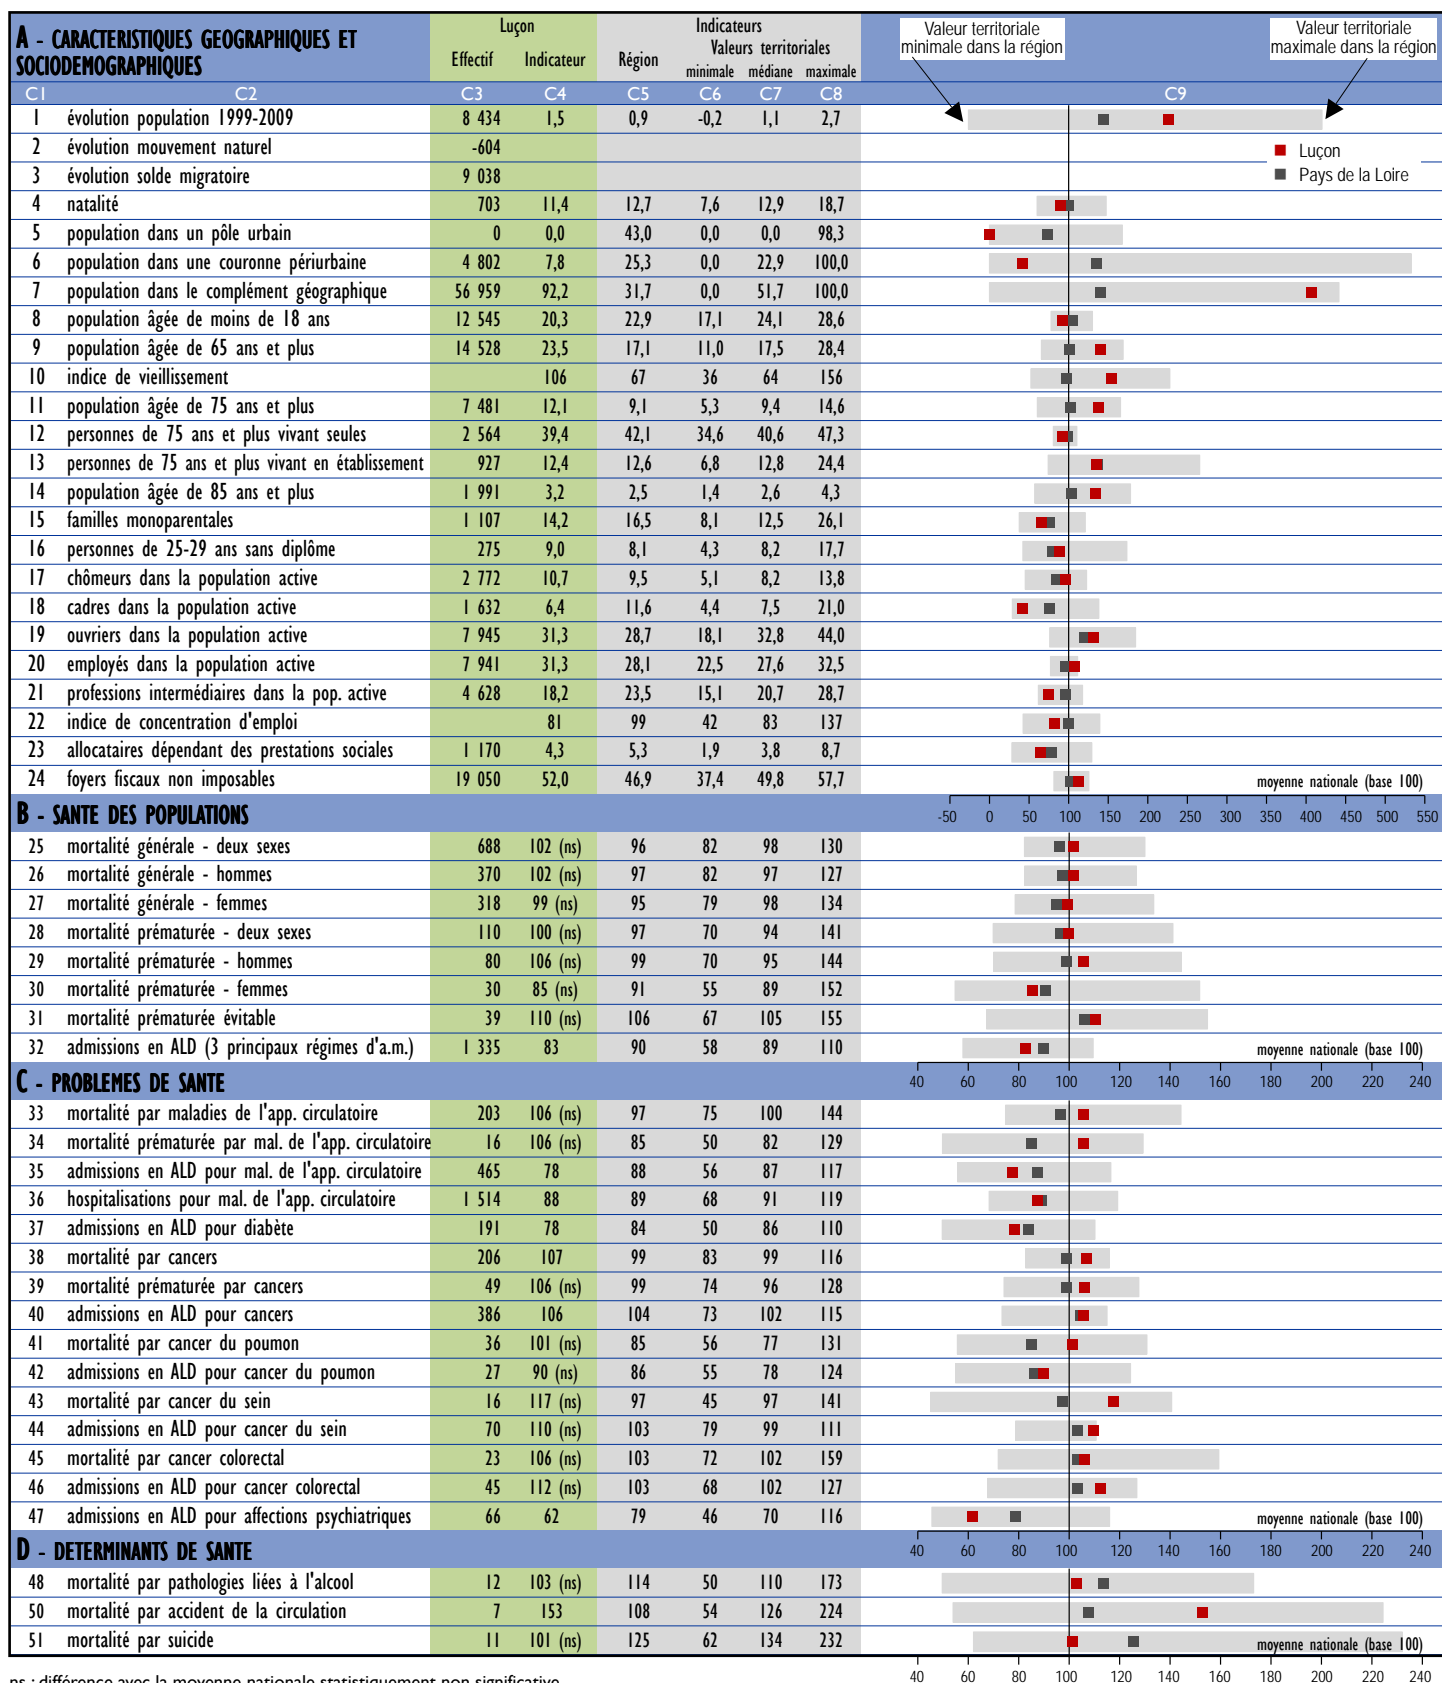 A - CARACTERISTIQUES GEOGRAPHIQUES ET SOCIODEMOGRAPHIQUES
Luçon
Effectif Indicateur
Indicateurs
Région Valeurs territoriales
minimale médiane maximale
Valeur territoriale minimale dans la région
Valeur territoriale maximale dans la région
C1 C2 C3 C4 C5 C6 C7 C8 C9
1 évolution population 1999-2009 8 434 1,5 0,9 -0,2 1,1 2,7
2 évolution mouvement naturel -604
Luçon
3 évolution solde migratoire 9 038
Pays de la Loire
4 natalité 703 11,4 12,7 7,6 12,9 18,7
5 population dans un pôle urbain 0 0,0 43,0 0,0 0,0 98,3
6 population dans une couronne périurbaine 4 802 7,8 25,3 0,0 22,9 100,0
7 population dans le complément géographique 56 959 92,2 31,7 0,0 51,7 100,0
8 population âgée de moins de 18 ans 12 545 20,3 22,9 17,1 24,1 28,6
9 population âgée de 65 ans et plus 14 528 23,5 17,1 11,0 17,5 28,4
10 indice de vieillissement 106 67 36 64 156
11 population âgée de 75 ans et plus 7 481 12,1 9,1 5,3 9,4 14,6
12 personnes de 75 ans et plus vivant seules 2 564 39,4 42,1 34,6 40,6 47,3
13 personnes de 75 ans et plus vivant en établissement 927 12,4 12,6 6,8 12,8 24,4
14 population âgée de 85 ans et plus 1 991 3,2 2,5 1,4 2,6 4,3
15 familles monoparentales 1 107 14,2 16,5 8,1 12,5 26,1
16 personnes de 25-29 ans sans diplôme 275 9,0 8,1 4,3 8,2 17,7
17 chômeurs dans la population active 2 772 10,7 9,5 5,1 8,2 13,8
18 cadres dans la population active 1 632 6,4 11,6 4,4 7,5 21,0
19 ouvriers dans la population active 7 945 31,3 28,7 18,1 32,8 44,0
20 employés dans la population active 7 941 31,3 28,1 22,5 27,6 32,5
21 professions intermédiaires dans la pop. active 4 628 18,2 23,5 15,1 20,7 28,7
22 indice de concentration d'emploi 81 99 42 83 137
23 allocataires dépendant des prestations sociales 1 170 4,3 5,3 1,9 3,8 8,7
24 foyers fiscaux non imposables 19 050 52,0 46,9 37,4 49,8 57,7 moyenne nationale (base 100)
B - SANTE DES POPULATIONS -50 0 50 100 150 200 250 300 350 400 450 500 550
25 mortalité générale - deux sexes 688 102 (ns) 96 82 98 130
26 mortalité générale - hommes 370 102 (ns) 97 82 97 127
27 mortalité générale - femmes 318 99 (ns) 95 79 98 134
28 mortalité prématurée - deux sexes 110 100 (ns) 97 70 94 141
29 mortalité prématurée - hommes 80 106 (ns) 99 70 95 144
30 mortalité prématurée - femmes 30 85 (ns) 91 55 89 152
31 mortalité prématurée évitable 39 110 (ns) 106 67 105 155
32 admissions en ALD (3 principaux régimes d'a.m.) 1 335 83 90 58 89 110 moyenne nationale (base 100)
C - PROBLEMES DE SANTE 40 60 80 100 120 140 160 180 200 220 240
33 mortalité par maladies de l'app. circulatoire 203 106 (ns) 97 75 100 144
34 mortalité prématurée par mal. de l'app. circulatoire 16 106 (ns) 85 50 82 129
35 admissions en ALD pour mal. de l'app. circulatoire 465 78 88 56 87 117
36 hospitalisations pour mal. de l'app. circulatoire 1 514 88 89 68 91 119
37 admissions en ALD pour diabète 191 78 84 50 86 110
38 mortalité par cancers 206 107 99 83 99 116
39 mortalité prématurée par cancers 49 106 (ns) 99 74 96 128
40 admissions en ALD pour cancers 386 106 104 73 102 115
41 mortalité par cancer du poumon 36 101 (ns) 85 56 77 131
42 admissions en ALD pour cancer du poumon 27 90 (ns) 86 55 78 124
43 mortalité par cancer du sein 16 117 (ns) 97 45 97 141
44 admissions en ALD pour cancer du sein 70 110 (ns) 103 79 99 111
45 mortalité par cancer colorectal 23 106 (ns) 103 72 102 159
46 admissions en ALD pour cancer colorectal 45 112 (ns) 103 68 102 127
47 admissions en ALD pour affections psychiatriques 66 62 79 46 70 116 moyenne nationale (base 100)
D - DETERMINANTS DE SANTE 40 60 80 100 120 140 160 180 200 220 240
48 mortalité par pathologies liées à l'alcool 12 103 (ns) 114 50 110 173
50 mortalité par accident de la circulation 7 153 108 54 126 224
51 mortalité par suicide 11 101 (ns) 125 62 134 232 moyenne nationale (base 100)
40 60 80 100 120 140 160 180 200 220 240
ns : différence avec la moyenne nationale statistiquement non significative